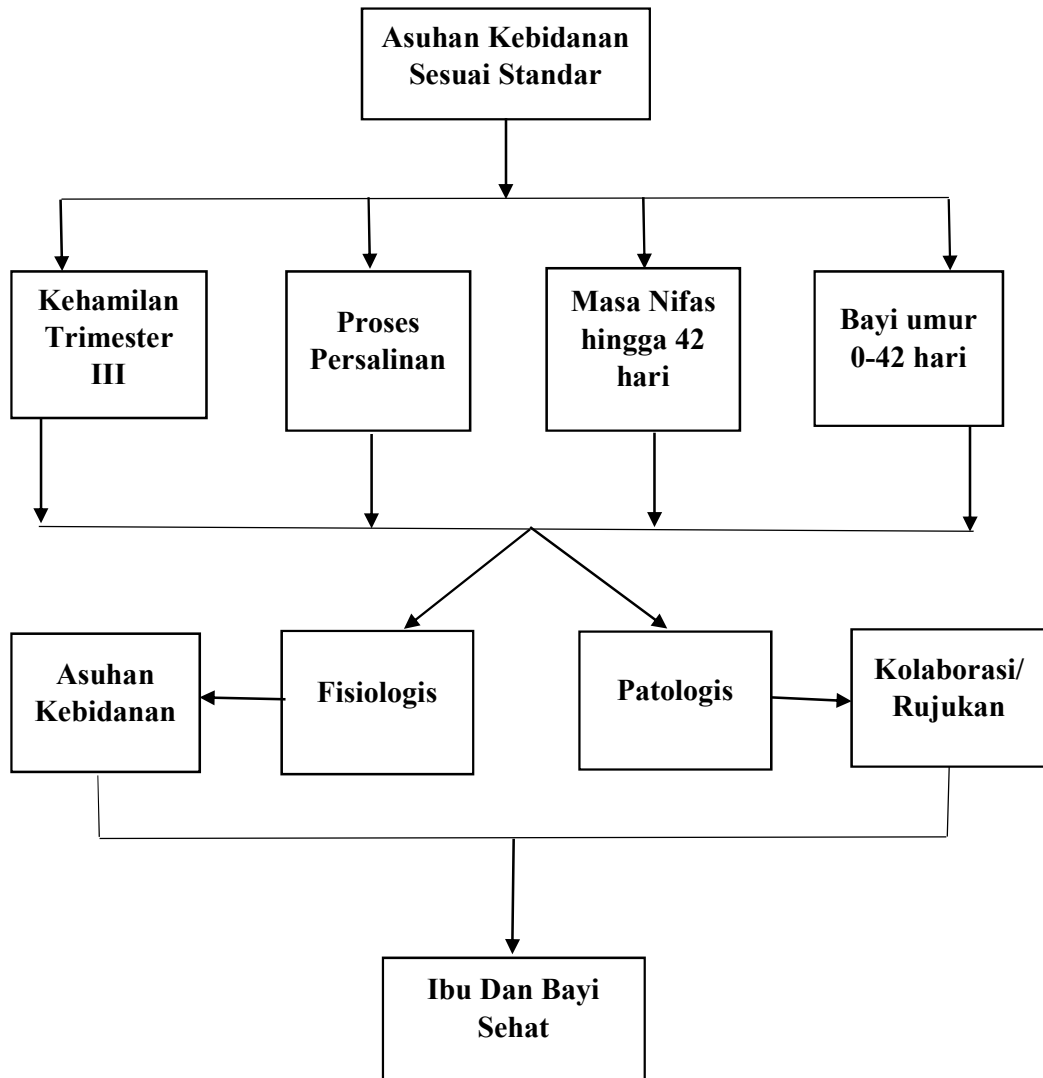 Asuhan Kebidanan
Sesuai Standar
Kehamilan
Trimester
III
Proses
Persalinan
Masa Nifas
hingga 42
hari
Bayi umur
0-42 hari
Asuhan
Kebidanan
Fisiologis
Patologis
Kolaborasi/
Rujukan
Ibu Dan Bayi
Sehat